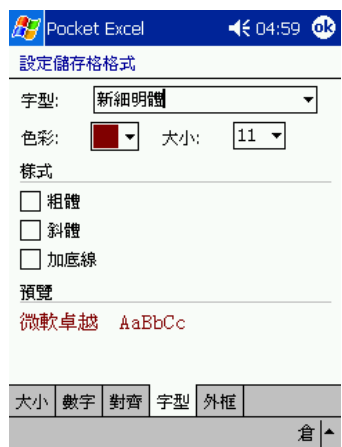 Pocket Excel 04:59 ok
設定儲存格格式
字型: 新細明體
色彩: 大小: 11
樣式
粗體
斜體
加底線
預覽
微軟卓越 AaBbCc
大小 數字 對齊 字型 外框
倉